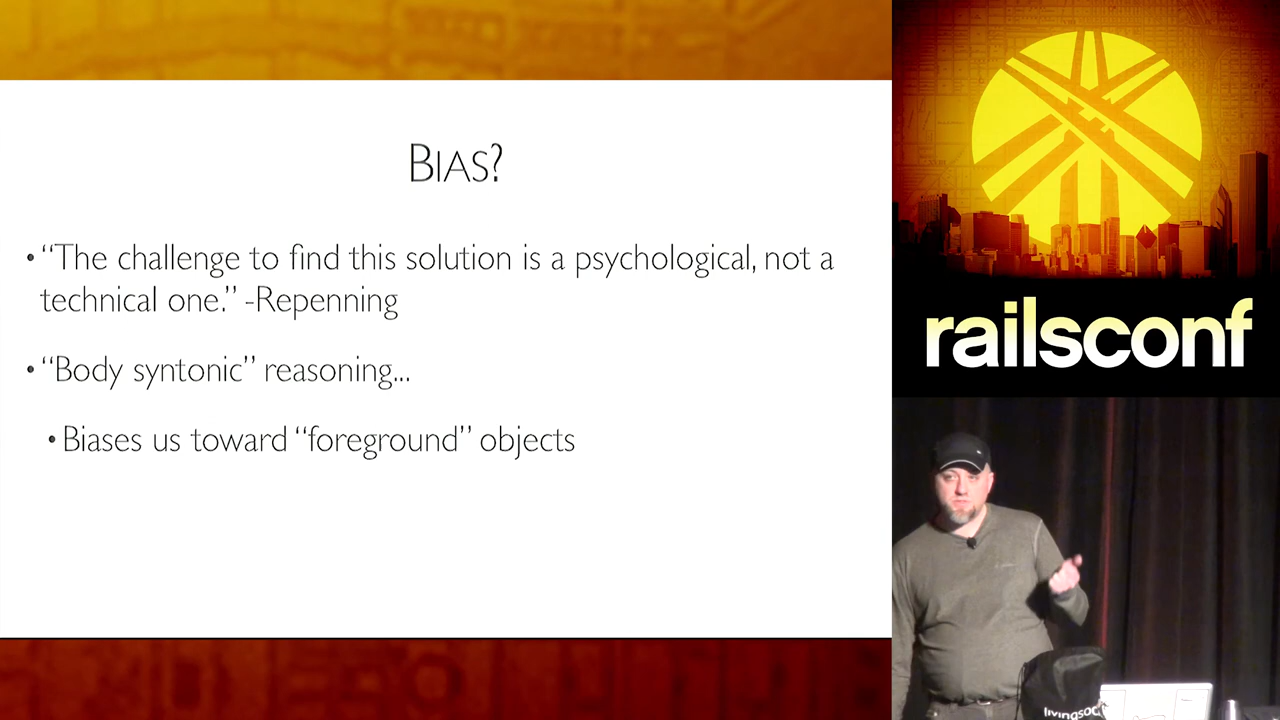 BIAS?
• “The challenge to find this solution is a psychological, not a
technical one.” -Repenning
• “Body syntonic” reasoning...
• Biases us toward “foreground” objects
railsconf
livingsoc